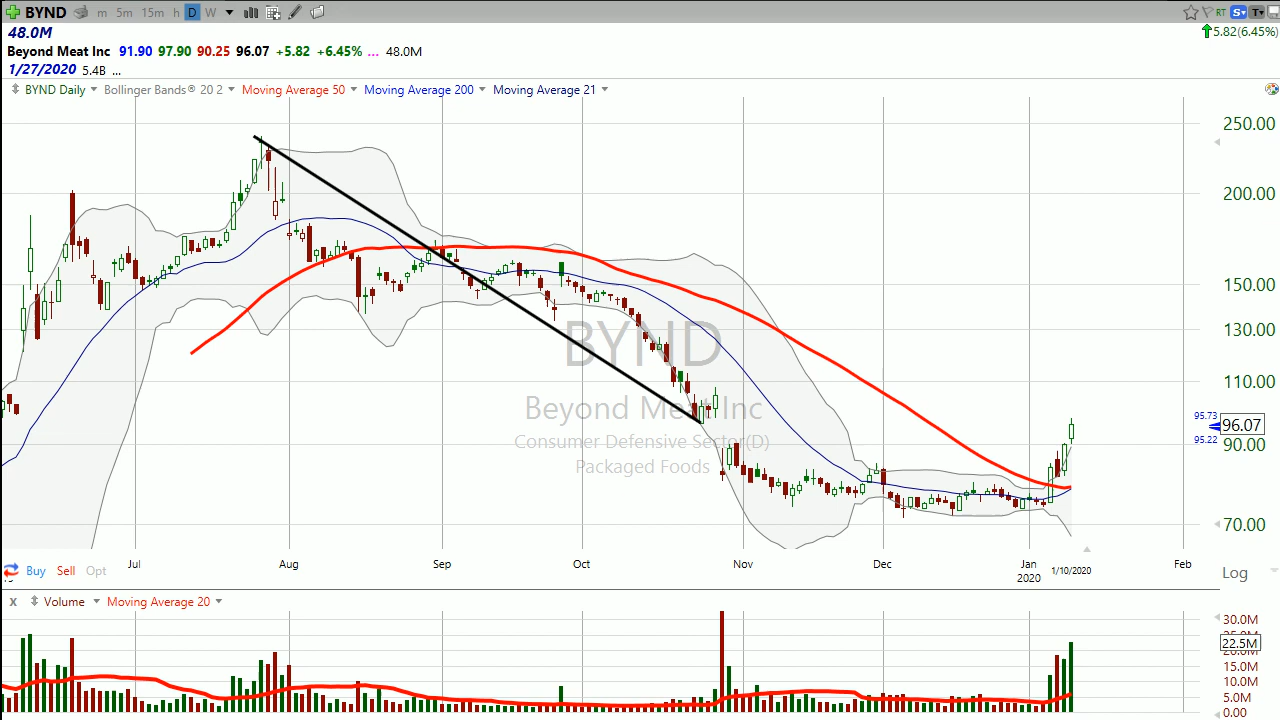 BYND m 5m 15m h D W RT S T
48.0M 5.82(6.45%)
Beyond Meat Inc 91.90 97.90 90.25 96.07 +5.82 +6.45% ... 48.0M
1/27/2020 5.4B ...
BYND Daily Bollinger Bands® 20 2 Moving Average 50 Moving Average 200 Moving Average 21
250.00
200.00
150.00
130.00
110.00
95.73
96.07
95.22
90.00
70.00
BYND
Beyond Meat Inc
Consumer Defensive Sector(D)
Packaged Foods
Jul Aug Sep Oct Nov Dec Jan Feb
2020 1/10/2020
Buy Sell Opt Log
x Volume Moving Average 20
30.0M
22.5M
15.0M
10.0M
5.0M
0.00